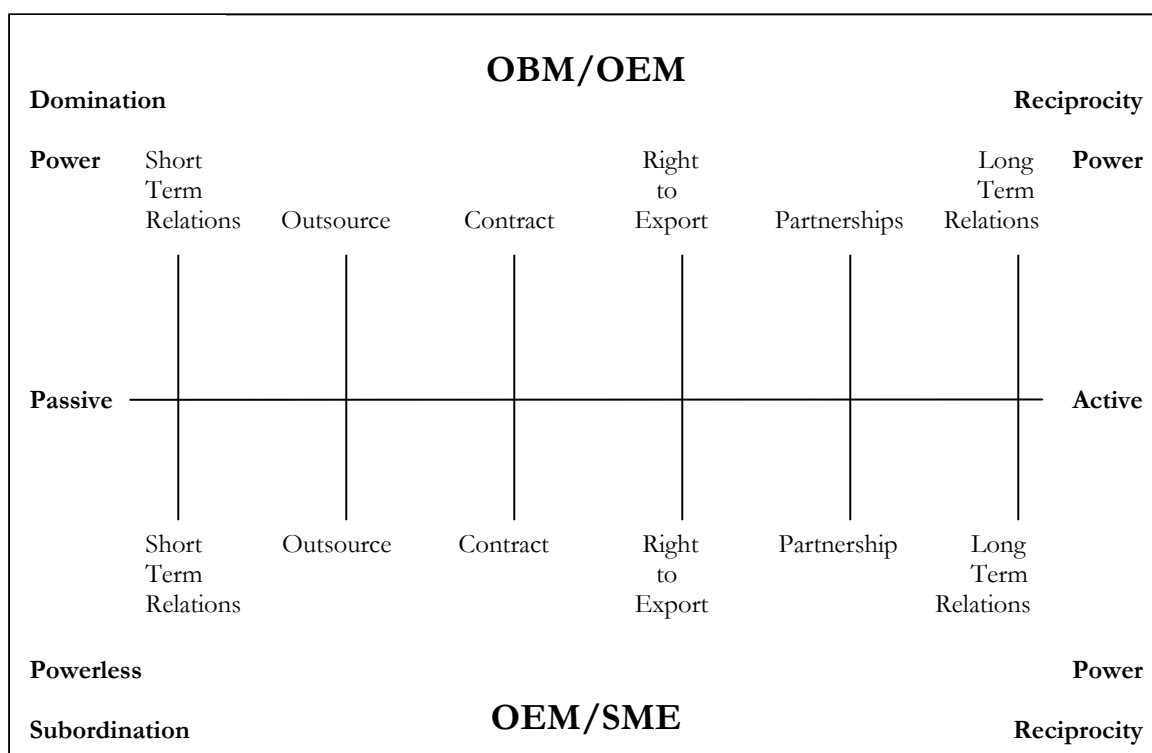 OBM/OEM
Domination Reciprocity
Power Short Right Long Power
Term to Term
Relations Outsource Contract Export Partnerships Relations
Passive Active
Short Outsource Contract Right Partnership Long
Term to Term
Relations Export Relations
Powerless Power
Subordination OEM/SME Reciprocity